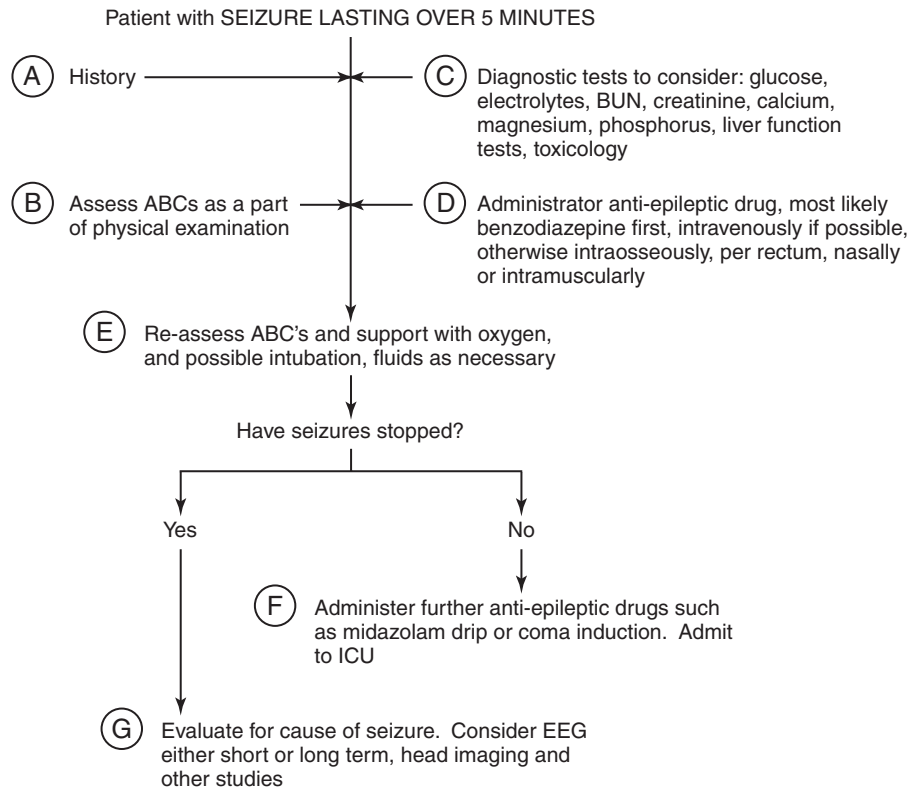 Patient with SEIZURE LASTING OVER 5 MINUTES
A History
C Diagnostic tests to consider: glucose,
electrolytes, BUN, creatinine, calcium,
magnesium, phosphorus, liver function
tests, toxicology
B Assess ABCs as a part
of physical examination
D Administrator anti-epileptic drug, most likely
benzodiazepine first, intravenously if possible,
otherwise intraosseously, per rectum, nasally
or intramuscularly
E Re-assess ABC's and support with oxygen,
and possible intubation, fluids as necessary
Have seizures stopped?
Yes
No
F Administer further anti-epileptic drugs such
as midazolam drip or coma induction. Admit
to ICU
G Evaluate for cause of seizure. Consider EEG
either short or long term, head imaging and
other studies